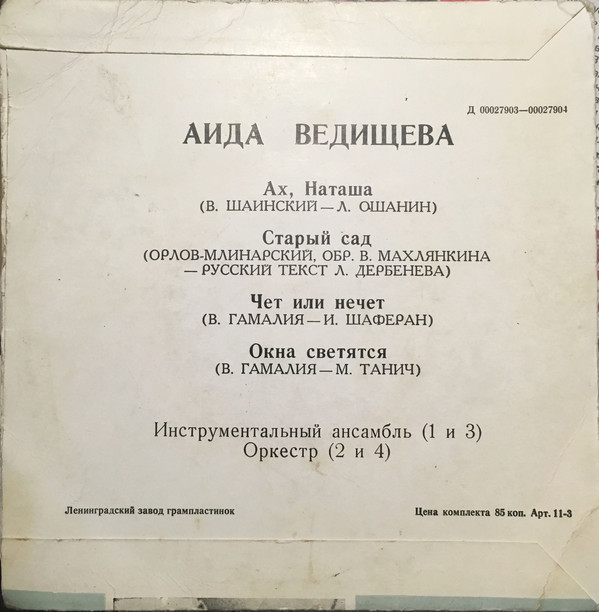 Д 00027903—00027904
АИДА ВЕДИЩЕВА
Ах, Наташа
(В. ШАИНСКИЙ — Л. ОШАНИН)
Старый сад
(ОРЛОВ-МЛИНАРСКИЙ, ОБР. В. МАХЛЯНКИНА
— РУССКИЙ ТЕКСТ Л. ДЕРБЕНЕВА)
Чет или нечет
(В. ГАМАЛИЯ — И. ШАФЕРАН)
Окна светятся
(В. ГАМАЛИЯ — М. ТАНИЧ)
Инструментальный ансамбль (1 и 3)
Оркестр (2 и 4)
Ленинградский завод грампластинок
Цена комплекта 85 коп. Арт. 11-3